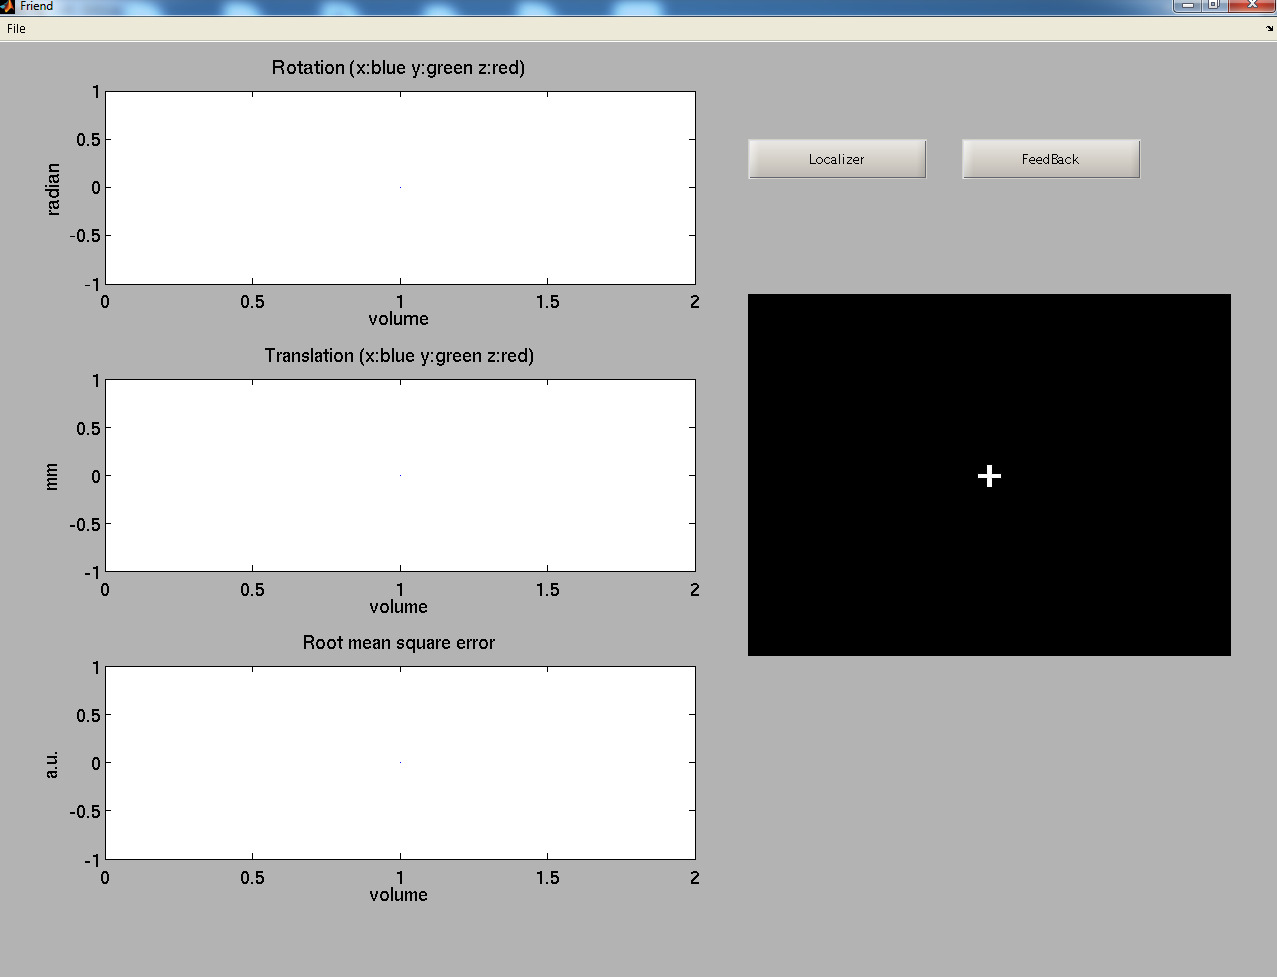 Friend
File
Rotation (x:blue y:green z:red)
1
0.5
0
-0.5
-1
radian
0 0.5 1 1.5 2
volume
Translation (x:blue y:green z:red)
1
0.5
0
-0.5
-1
mm
0 0.5 1 1.5 2
volume
Root mean square error
1
0.5
0
-0.5
-1
a.u.
0 0.5 1 1.5 2
volume
Localizer
FeedBack